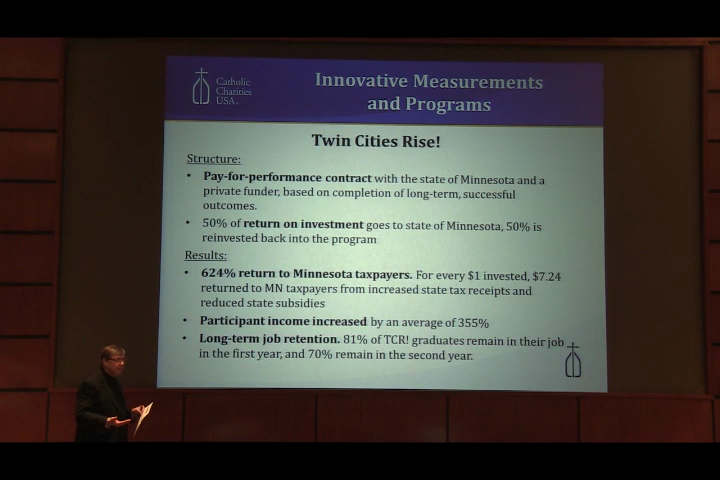 Catholic
Charities
USA.
Innovative Measurements
and Programs
Twin Cities Rise!
Structure:
• Pay-for-performance contract with the state of Minnesota and a
private funder, based on completion of long-term, successful
outcomes.
• 50% of return on investment goes to state of Minnesota, 50% is
reinvested back into the program
Results:
• 624% return to Minnesota taxpayers. For every $1 invested, $7.24
returned to MN taxpayers from increased state tax receipts and
reduced state subsidies
• Participant income increased by an average of 355%
• Long-term job retention. 81% of TCR! graduates remain in their job
in the first year, and 70% remain in the second year.